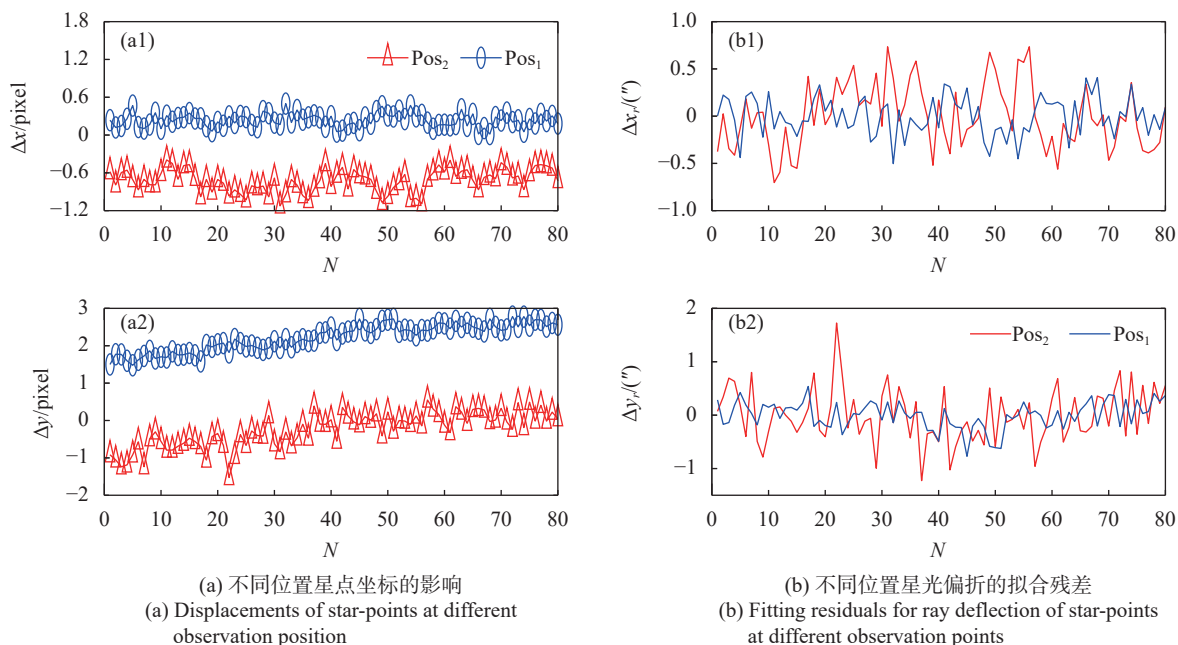 (a1)
Pos2 Pos1
1.8
1.2
0.6
0
−0.6
−1.2
Δx/pixel
0 10 20 30 40 50 60 70 80
N
(b1)
1.0
0.5
0
−0.5
1.0
Δxr/(″)
0 10 20 30 40 50 60 70 80
N
(a2)
3
2
1
0
−1
−2
Δy/pixel
0 10 20 30 40 50 60 70 80
N
(b2)
Pos2 Pos1
2
1
0
−1
Δyr/(″)
0 10 20 30 40 50 60 70 80
N
(a) 不同位置星点坐标的影响
(a) Displacements of star-points at different
observation position
(b) 不同位置星光偏折的拟合残差
(b) Fitting residuals for ray deflection of star-points
at different observation points